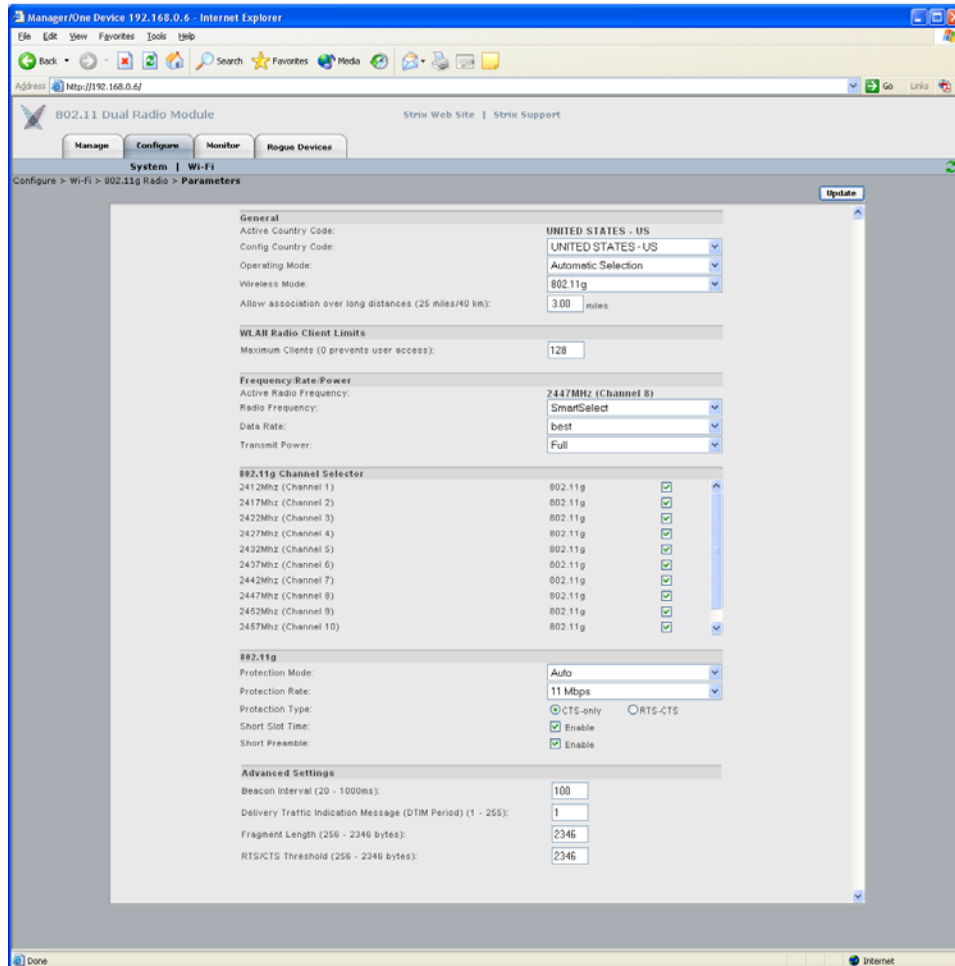 Manager/One Device 192.168.0.6 - Internet Explorer
File Edit View Favorites Tools Help
Back Search Favorites Media
Address http://192.168.0.6/ Go Links
802.11 Dual Radio Module Strix Web Site | Strix Support
Manage Configure Monitor Rogue Devices
System | Wi-Fi
Configure > Wi-Fi > 802.11g Radio > Parameters
Update
General
Active Country Code: UNITED STATES - US
Config Country Code: UNITED STATES - US
Operating Mode: Automatic Selection
Wireless Mode: 802.11g
Allow association over long distances (25 miles/40 km): 3.00 miles
WLAN Radio Client Limits
Maximum Clients (0 prevents user access): 128
Frequency/Rate/Power
Active Radio Frequency: 2447MHz (Channel 8)
Radio Frequency: SmartSelect
Data Rate: best
Transmit Power: Full
802.11g Channel Selector
2412Mhz (Channel 1) 802.11g
2417Mhz (Channel 2) 802.11g
2422Mhz (Channel 3) 802.11g
2427Mhz (Channel 4) 802.11g
2432Mhz (Channel 5) 802.11g
2437Mhz (Channel 6) 802.11g
2442Mhz (Channel 7) 802.11g
2447Mhz (Channel 8) 802.11g
2452Mhz (Channel 9) 802.11g
2457Mhz (Channel 10) 802.11g
802.11g
Protection Mode: Auto
Protection Rate: 11 Mbps
Protection Type: CTS-only RTS-CTS
Short Slot Time: Enable
Short Preamble: Enable
Advanced Settings
Beacon Interval (20 - 1000ms): 100
Delivery Traffic Indication Message (DTIM Period) (1 - 255): 1
Fragment Length (256 - 2346 bytes): 2346
RTS/CTS Threshold (256 - 2346 bytes): 2346
Done Internet